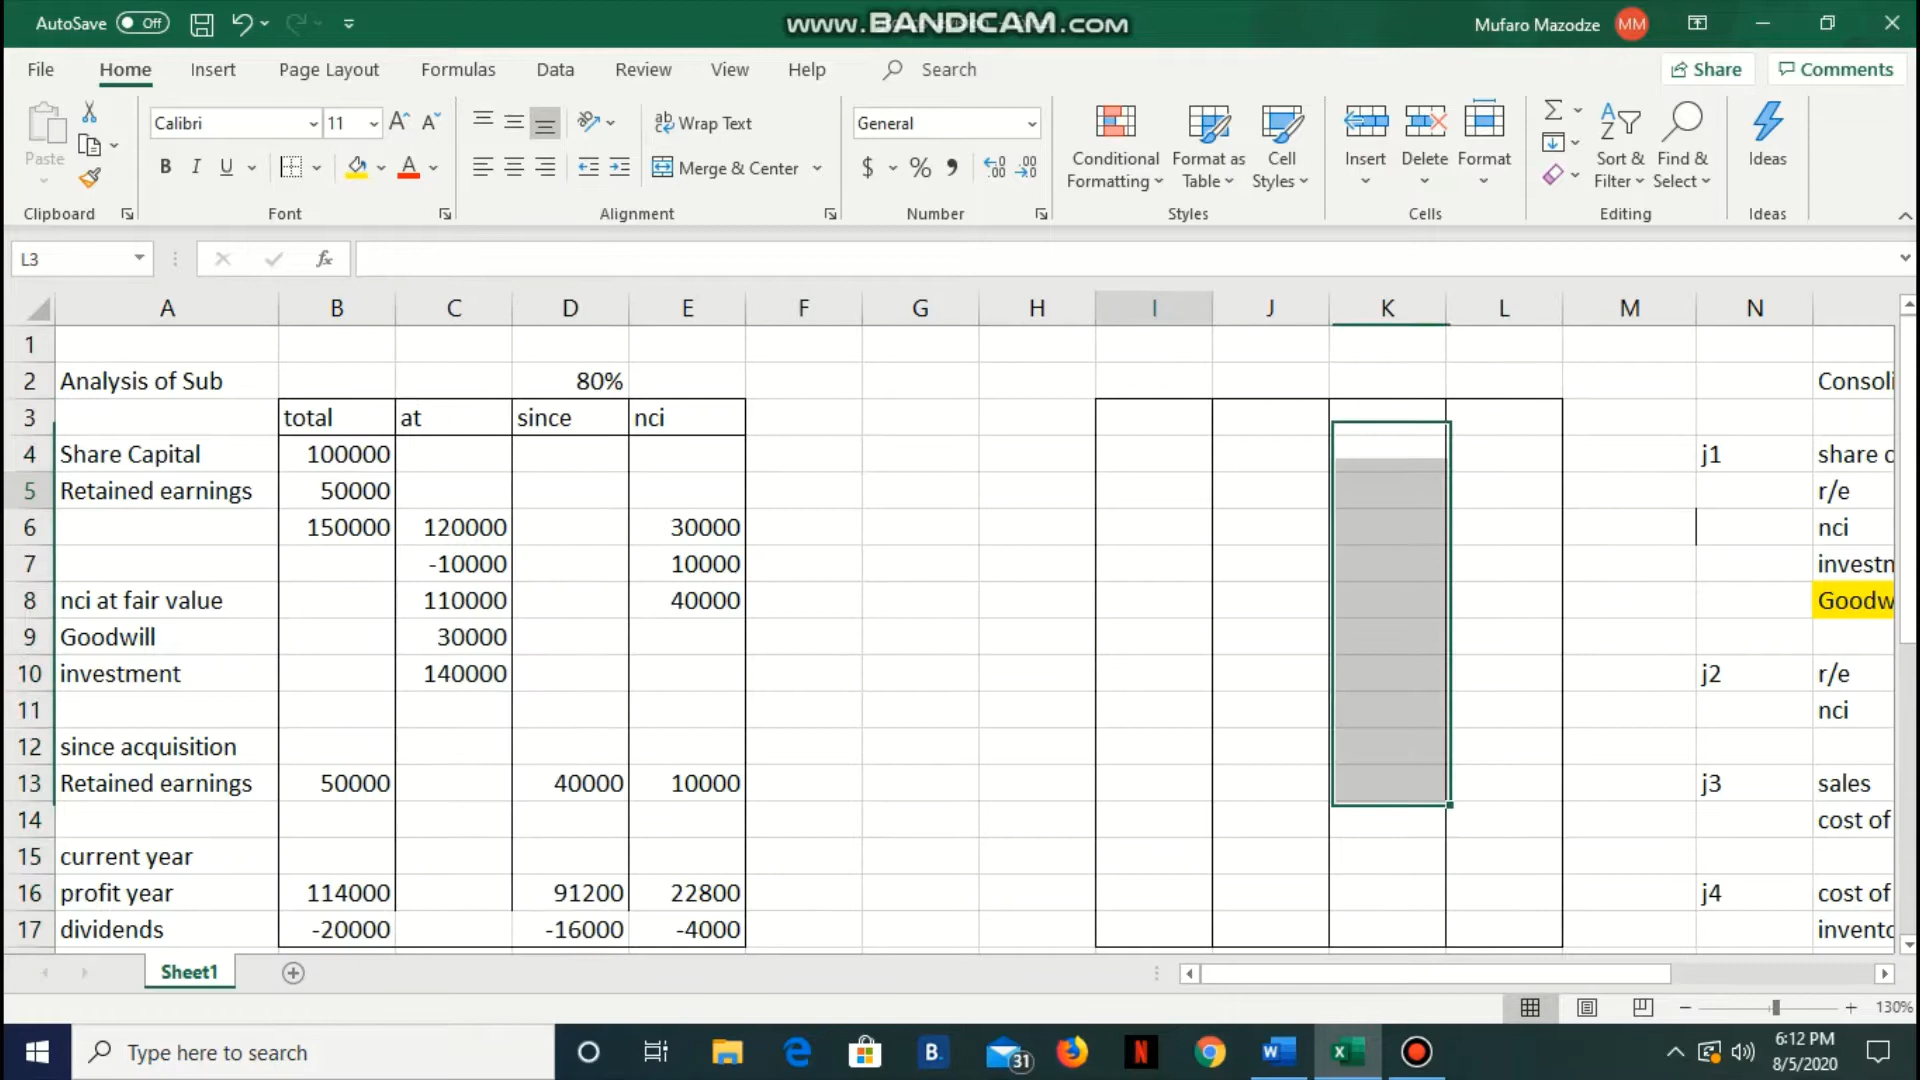 AutoSave Off www.BANDICAM.com Mufaro Mazodze MM
File Home Insert Page Layout Formulas Data Review View Help Search Share Comments
Paste
Calibri 11 A^ Aˇ
B I U A
ab Wrap Text
Merge & Center
General
$ % 9
Conditional Formatting
Format as Table
Cell Styles
Insert Delete Format
Sort & Filter
Find & Select
Ideas
Clipboard Font Alignment Number Styles Cells Editing Ideas
L3 fx
A B C D E F G H I J K L M N
1
2 Analysis of Sub 80% Consoli
3 total at since nci
4 Share Capital 100000 j1 share c
5 Retained earnings 50000 r/e
6 150000 120000 30000 nci
7 -10000 10000 investm
8 nci at fair value 110000 40000 Goodw
9 Goodwill 30000
10 investment 140000 j2 r/e
11 nci
12 since acquisition
13 Retained earnings 50000 40000 10000 j3 sales
14 cost of
15 current year
16 profit year 114000 91200 22800 j4 cost of
17 dividends -20000 -16000 -4000 invento
Sheet1
130%
Type here to search B. 31 N W X 6:12 PM
8/5/2020